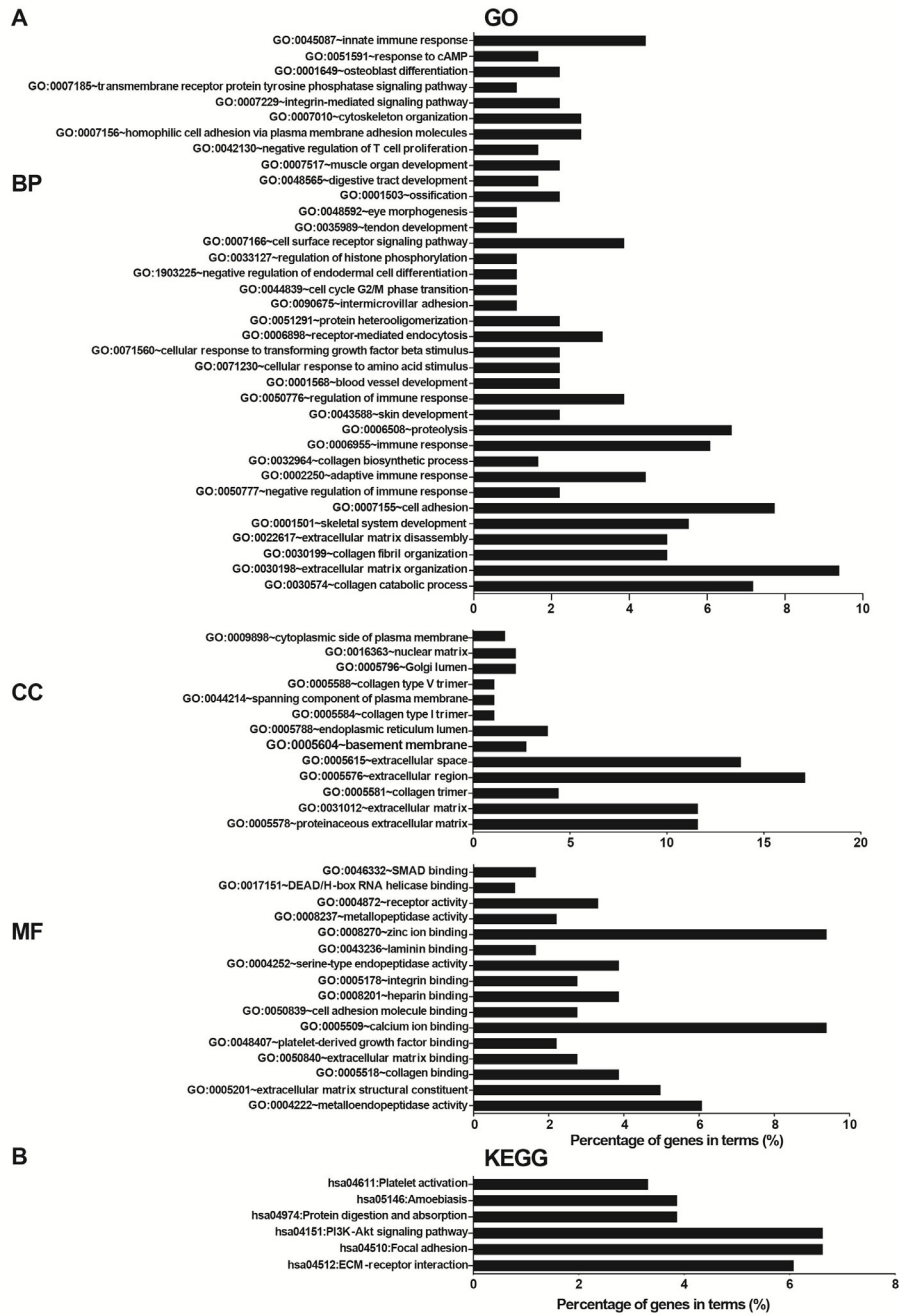 A
GO
GO:0045087~innate immune response
GO:0051591~response to cAMP
GO:0001649~osteoblast differentiation
GO:0007185~transmembrane receptor protein tyrosine phosphatase signaling pathway
GO:0007229~integrin-mediated signaling pathway
GO:0007010~cytoskeleton organization
GO:0007156~homophilic cell adhesion via plasma membrane adhesion molecules
GO:0042130~negative regulation of T cell proliferation
GO:0007517~muscle organ development
GO:0048565~digestive tract development
BP
GO:0001503~ossification
GO:0048592~eye morphogenesis
GO:0035989~tendon development
GO:0007166~cell surface receptor signaling pathway
GO:0033127~regulation of histone phosphorylation
GO:1903225~negative regulation of endodermal cell differentiation
GO:0044839~cell cycle G2/M phase transition
GO:0090675~intermicrovillar adhesion
GO:0051291~protein heterooligomerization
GO:0006898~receptor-mediated endocytosis
GO:0071560~cellular response to transforming growth factor beta stimulus
GO:0071230~cellular response to amino acid stimulus
GO:0001568~blood vessel development
GO:0050776~regulation of immune response
GO:0043588~skin development
GO:0006508~proteolysis
GO:0006955~immune response
GO:0032964~collagen biosynthetic process
GO:0002250~adaptive immune response
GO:0050777~negative regulation of immune response
GO:0007155~cell adhesion
GO:0001501~skeletal system development
GO:0022617~extracellular matrix disassembly
GO:0030199~collagen fibril organization
GO:0030198~extracellular matrix organization
GO:0030574~collagen catabolic process
0 2 4 6 8 10
GO:0009898~cytoplasmic side of plasma membrane
GO:0016363~nuclear matrix
GO:0005796~Golgi lumen
GO:0005588~collagen type V trimer
CC
GO:0044214~spanning component of plasma membrane
GO:0005584~collagen type I trimer
GO:0005788~endoplasmic reticulum lumen
GO:0005604~basement membrane
GO:0005615~extracellular space
GO:0005576~extracellular region
GO:0005581~collagen trimer
GO:0031012~extracellular matrix
GO:0005578~proteinaceous extracellular matrix
0 5 10 15 20
GO:0046332~SMAD binding
GO:0017151~DEAD/H-box RNA helicase binding
GO:0004872~receptor activity
GO:0008237~metallopeptidase activity
MF
GO:0008270~zinc ion binding
GO:0043236~laminin binding
GO:0004252~serine-type endopeptidase activity
GO:0005178~integrin binding
GO:0008201~heparin binding
GO:0050839~cell adhesion molecule binding
GO:0005509~calcium ion binding
GO:0048407~platelet-derived growth factor binding
GO:0050840~extracellular matrix binding
GO:0005518~collagen binding
GO:0005201~extracellular matrix structural constituent
GO:0004222~metalloendopeptidase activity
0 2 4 6 8 10
Percentage of genes in terms (%)
B
KEGG
hsa04611:Platelet activation
hsa05146:Amoebiasis
hsa04974:Protein digestion and absorption
hsa04151:PI3K-Akt signaling pathway
hsa04510:Focal adhesion
hsa04512:ECM-receptor interaction
0 2 4 6 8
Percentage of genes in terms (%)